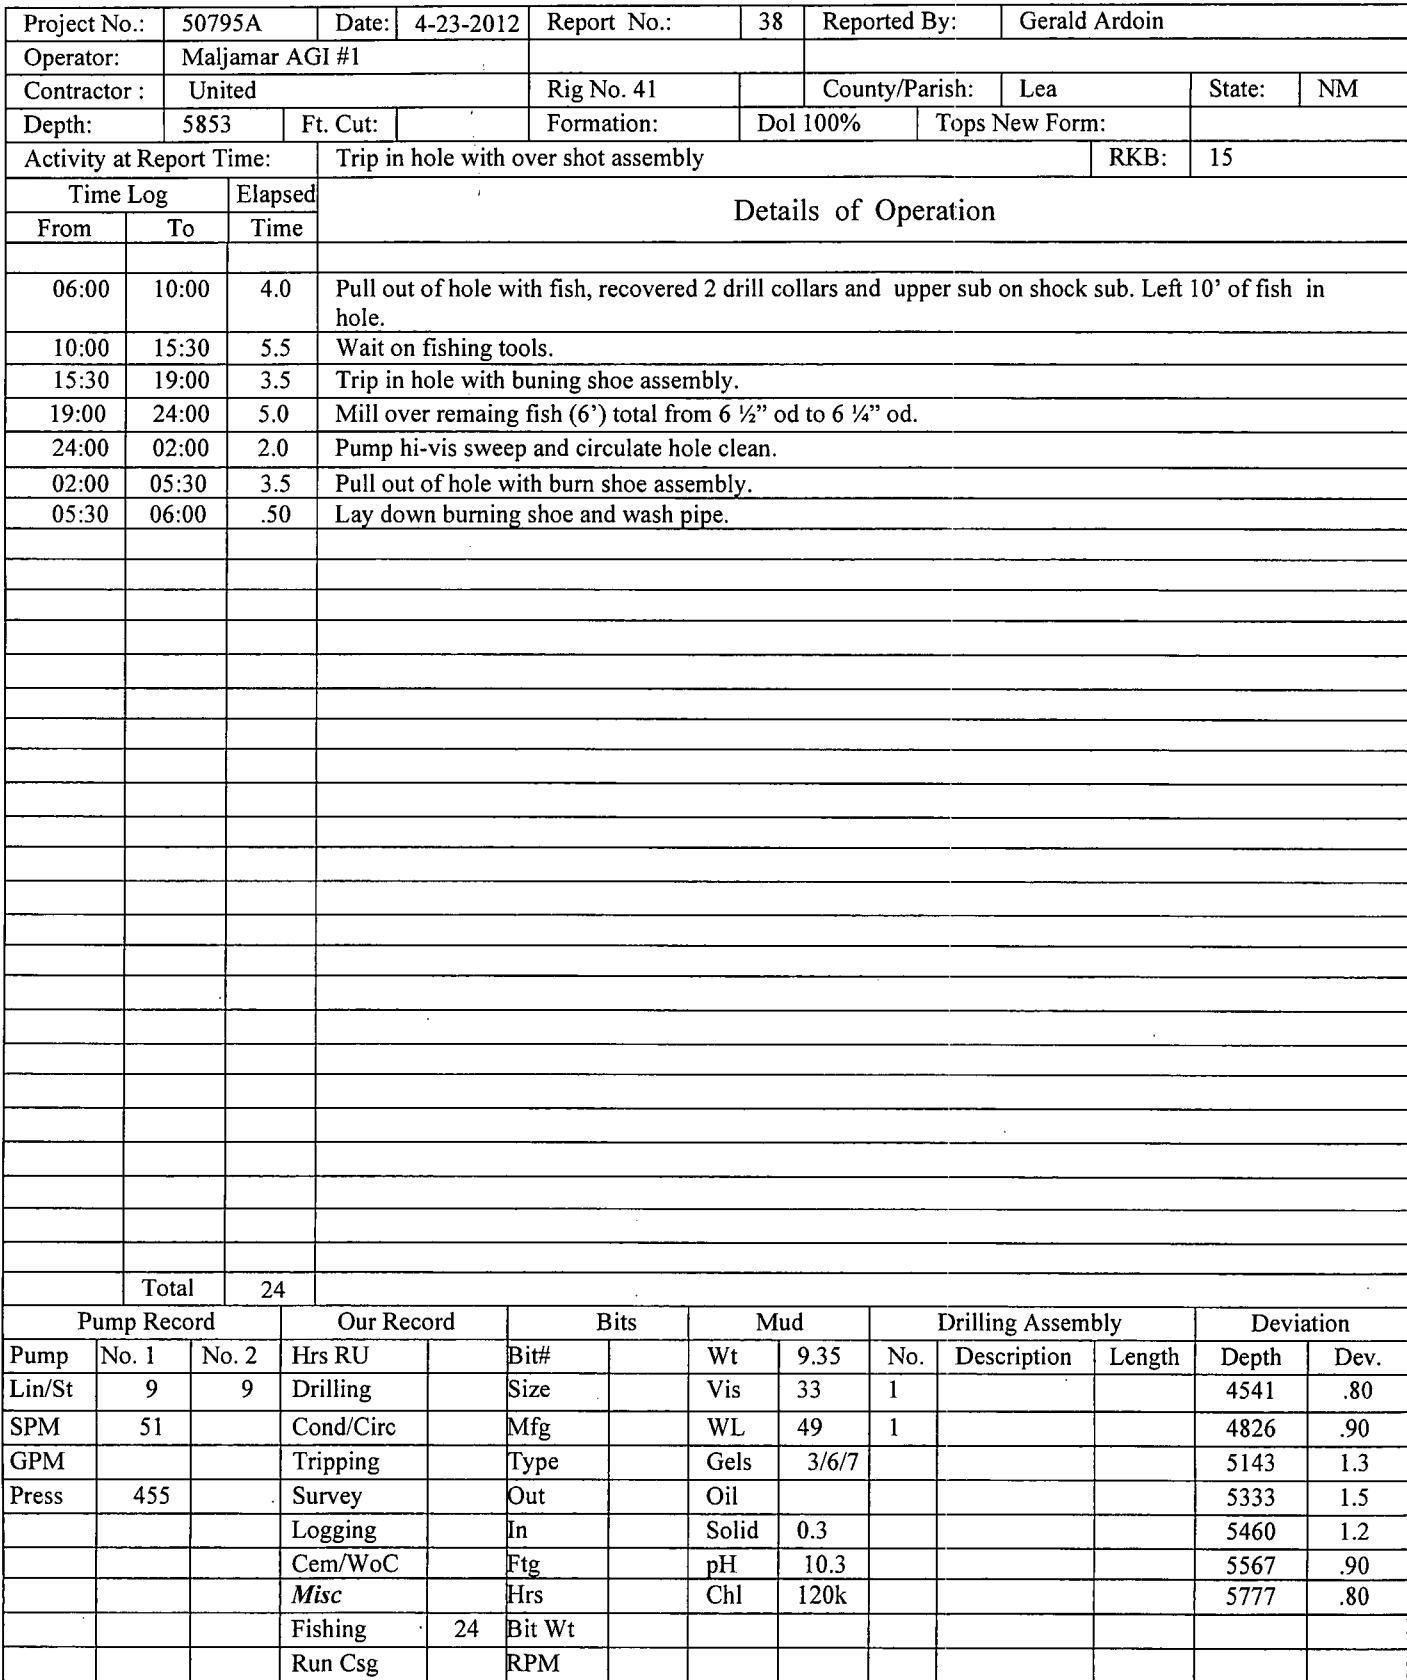 Project No.: 50795A Date: 4-23-2012 Report No.: 38 Reported By: Gerald Ardoin
Operator: Maljamar AGI #1
Contractor : United Rig No. 41 County/Parish: Lea State: NM
Depth: 5853 Ft. Cut: Formation: Dol 100% Tops New Form:
Activity at Report Time: Trip in hole with over shot assembly RKB: 15
Time Log Elapsed Details of Operation
From To Time
06:00 10:00 4.0 Pull out of hole with fish, recovered 2 drill collars and upper sub on shock sub. Left 10’ of fish in
hole.
10:00 15:30 5.5 Wait on fishing tools.
15:30 19:00 3.5 Trip in hole with buning shoe assembly.
19:00 24:00 5.0 Mill over remaing fish (6’) total from 6 ½” od to 6 ¼” od.
24:00 02:00 2.0 Pump hi-vis sweep and circulate hole clean.
02:00 05:30 3.5 Pull out of hole with burn shoe assembly.
05:30 06:00 .50 Lay down burning shoe and wash pipe.
Total 24
Pump Record Our Record Bits Mud Drilling Assembly Deviation
Pump No. 1 No. 2 Hrs RU Bit# Wt 9.35 No. Description Length Depth Dev.
Lin/St 9 9 Drilling Size Vis 33 1 4541 .80
SPM 51 Cond/Circ Mfg WL 49 1 4826 .90
GPM Tripping Type Gels 3/6/7 5143 1.3
Press 455 Survey Out Oil 5333 1.5
Logging In Solid 0.3 5460 1.2
Cem/WoC Ftg pH 10.3 5567 .90
Misc Hrs Chl 120k 5777 .80
Fishing 24 Bit Wt
Run Csg RPM